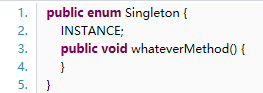 1. public enum Singleton {
2. INSTANCE;
3. public void whateverMethod() {
4. }
5. }